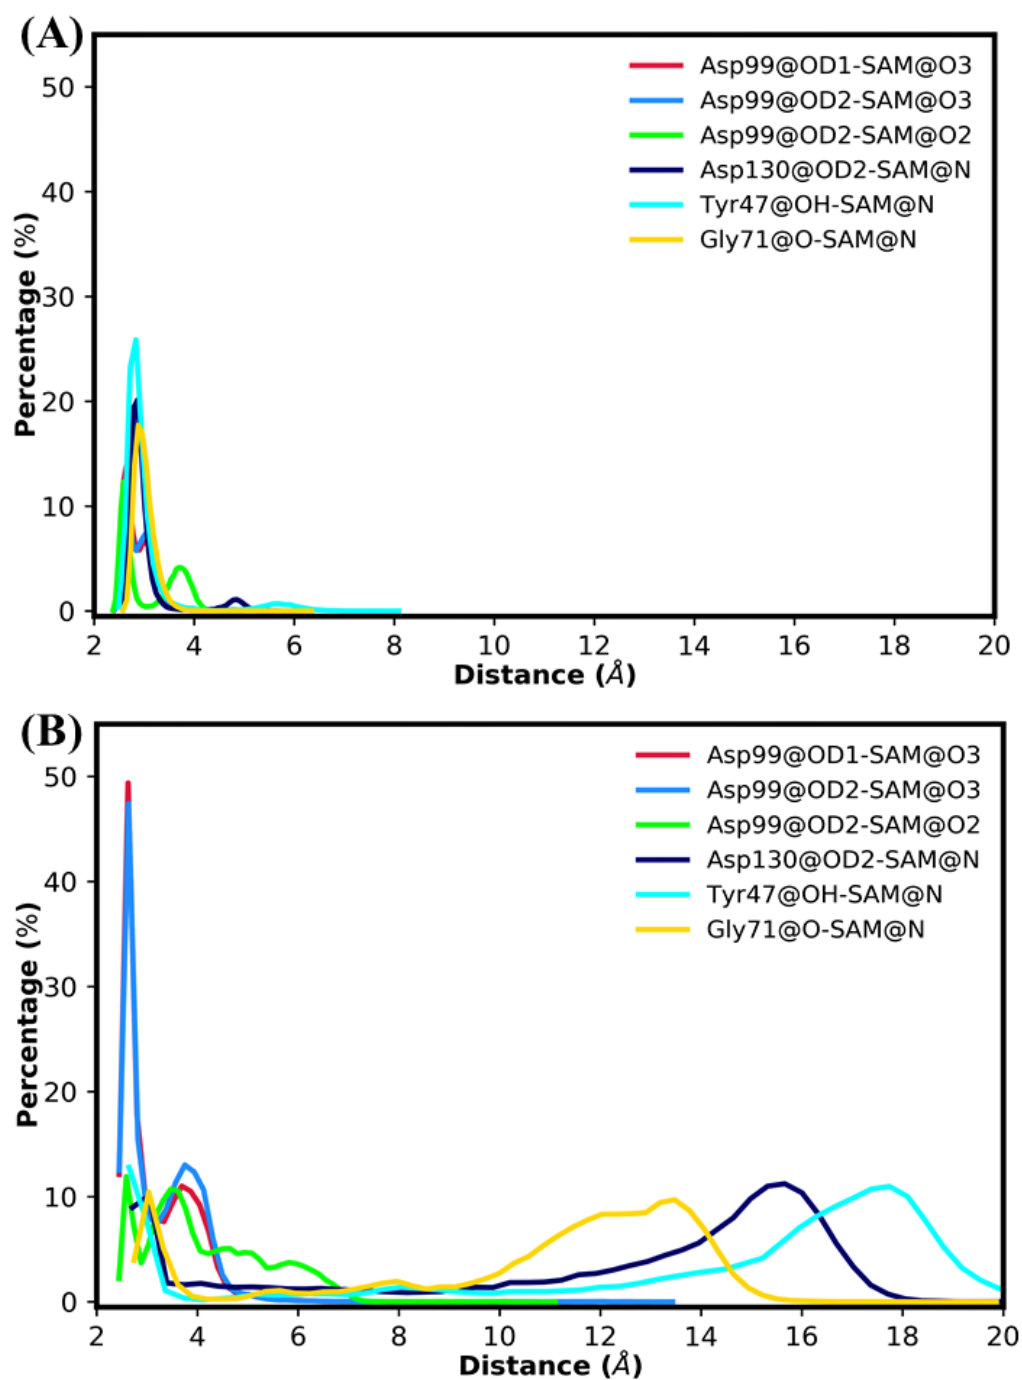 (A)
50
40
30
20
10
0
Percentage (%)
Asp99@OD1-SAM@O3
Asp99@OD2-SAM@O3
Asp99@OD2-SAM@O2
Asp130@OD2-SAM@N
Tyr47@OH-SAM@N
Gly71@O-SAM@N
2 4 6 8 10 12 14 16 18 20
Distance (Å)
(B)
50
40
30
20
10
0
Percentage (%)
Asp99@OD1-SAM@O3
Asp99@OD2-SAM@O3
Asp99@OD2-SAM@O2
Asp130@OD2-SAM@N
Tyr47@OH-SAM@N
Gly71@O-SAM@N
2 4 6 8 10 12 14 16 18 20
Distance (Å)